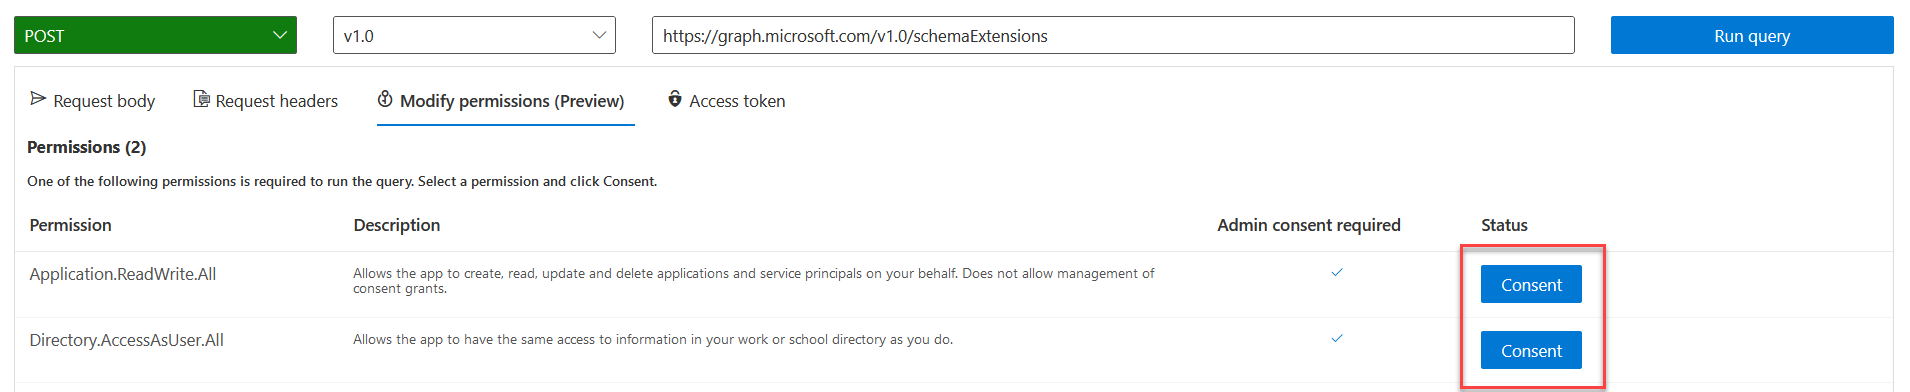 POST
v1.0
https://graph.microsoft.com/v1.0/schemaExtensions
Run query
Request body
Request headers
Modify permissions (Preview)
Access token
Permissions (2)
One of the following permissions is required to run the query. Select a permission and click Consent.
Permission
Description
Admin consent required
Status
Application.ReadWrite.All
Allows the app to create, read, update and delete applications and service principals on your behalf. Does not allow management of
consent grants.
Consent
Directory.AccessAsUser.All
Allows the app to have the same access to information in your work or school directory as you do.
Consent